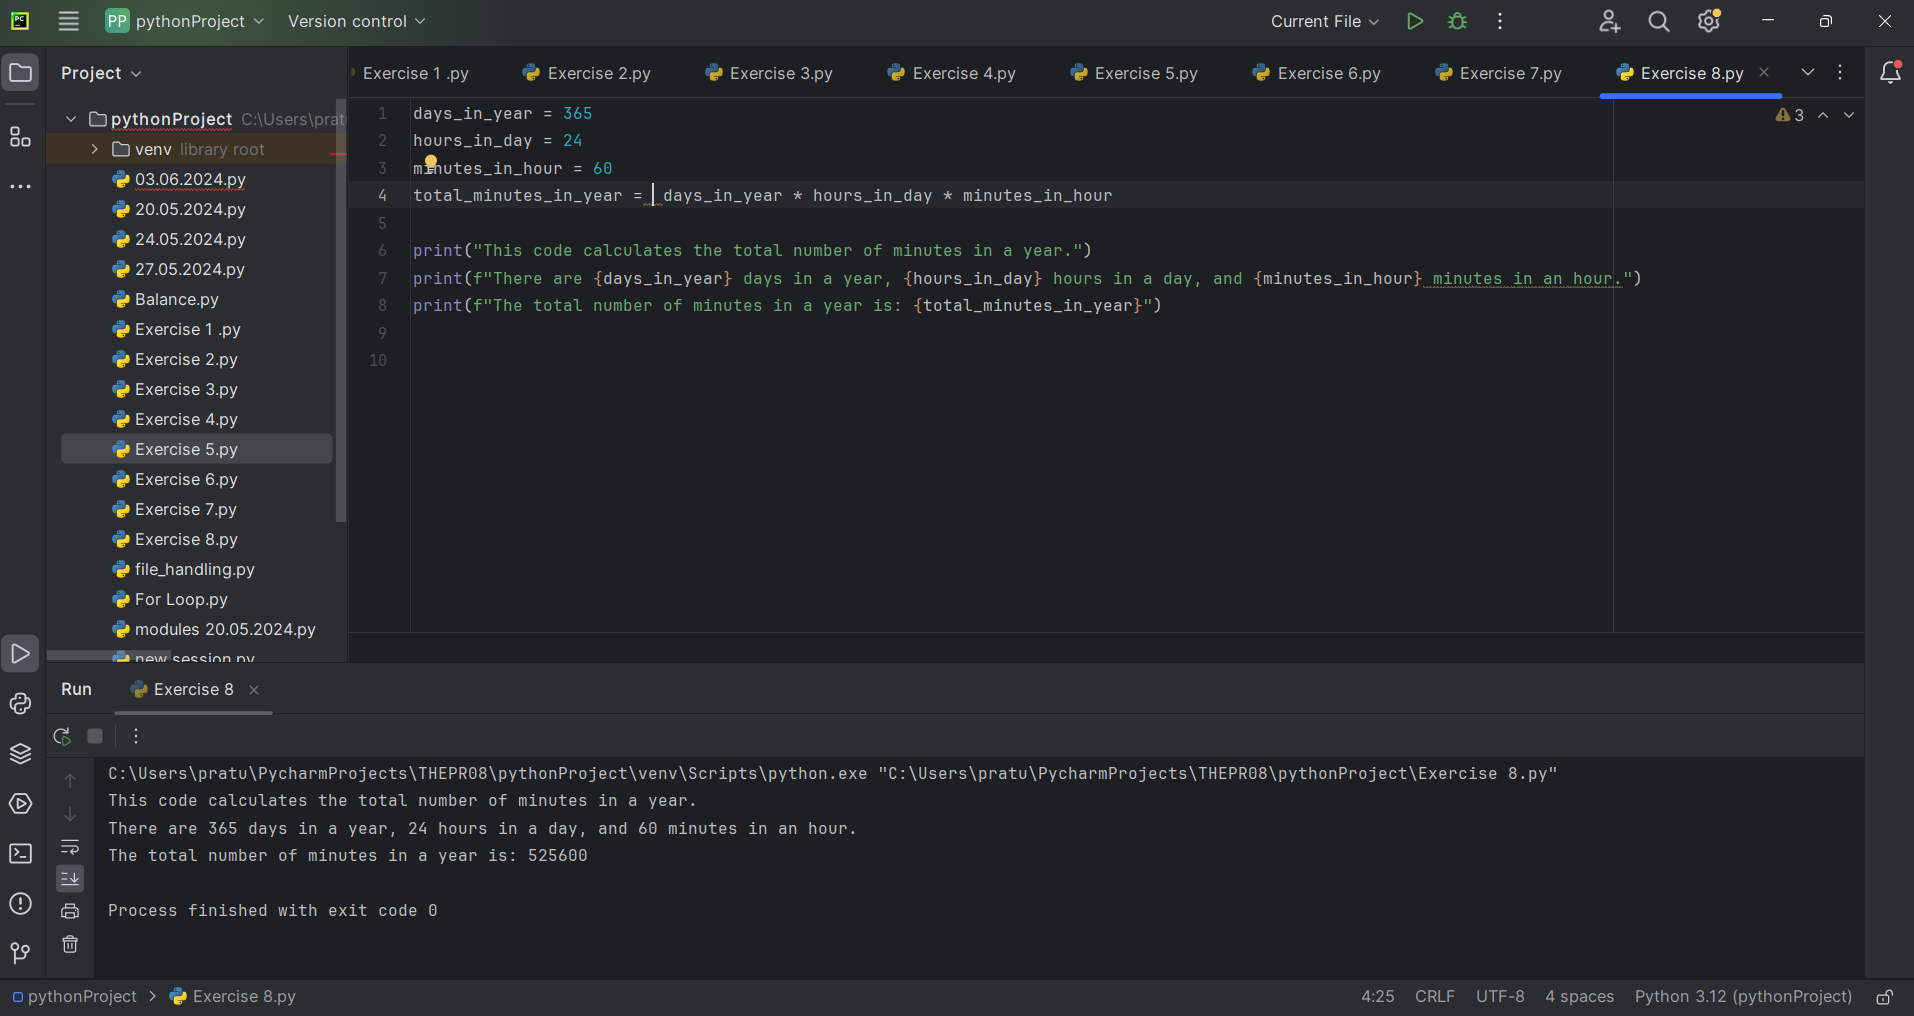 PC
PP pythonProject Version control Current File
Project
Exercise 1 .py Exercise 2.py Exercise 3.py Exercise 4.py Exercise 5.py Exercise 6.py Exercise 7.py Exercise 8.py
pythonProject C:\Users\prat
venv library root
03.06.2024.py
20.05.2024.py
24.05.2024.py
27.05.2024.py
Balance.py
Exercise 1 .py
Exercise 2.py
Exercise 3.py
Exercise 4.py
Exercise 5.py
Exercise 6.py
Exercise 7.py
Exercise 8.py
file_handling.py
For Loop.py
modules 20.05.2024.py
new session.py
3
1 days_in_year = 365
2 hours_in_day = 24
3 minutes_in_hour = 60
4 total_minutes_in_year =  days_in_year * hours_in_day * minutes_in_hour
5
6 print("This code calculates the total number of minutes in a year.")
7 print(f"There are {days_in_year} days in a year, {hours_in_day} hours in a day, and {minutes_in_hour} minutes in an hour.")
8 print(f"The total number of minutes in a year is: {total_minutes_in_year}")
9
10
Run Exercise 8
C:\Users\pratu\PycharmProjects\THEPR08\pythonProject\venv\Scripts\python.exe "C:\Users\pratu\PycharmProjects\THEPR08\pythonProject\Exercise 8.py"
This code calculates the total number of minutes in a year.
There are 365 days in a year, 24 hours in a day, and 60 minutes in an hour.
The total number of minutes in a year is: 525600
Process finished with exit code 0
pythonProject Exercise 8.py 4:25 CRLF UTF-8 4 spaces Python 3.12 (pythonProject)